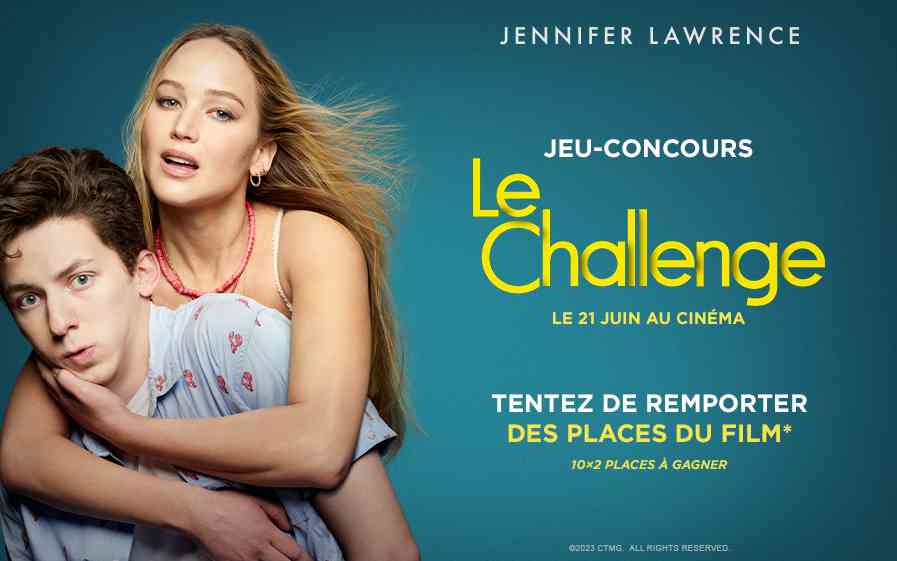 JENNIFER LAWRENCE
JEU-CONCOURS
Le
Challenge
LE 21 JUIN AU CINÉMA
TENTEZ DE REMPORTER
DES PLACES DU FILM*
10×2 PLACES À GAGNER
©2023 CTMG. ALL RIGHTS RESERVED.